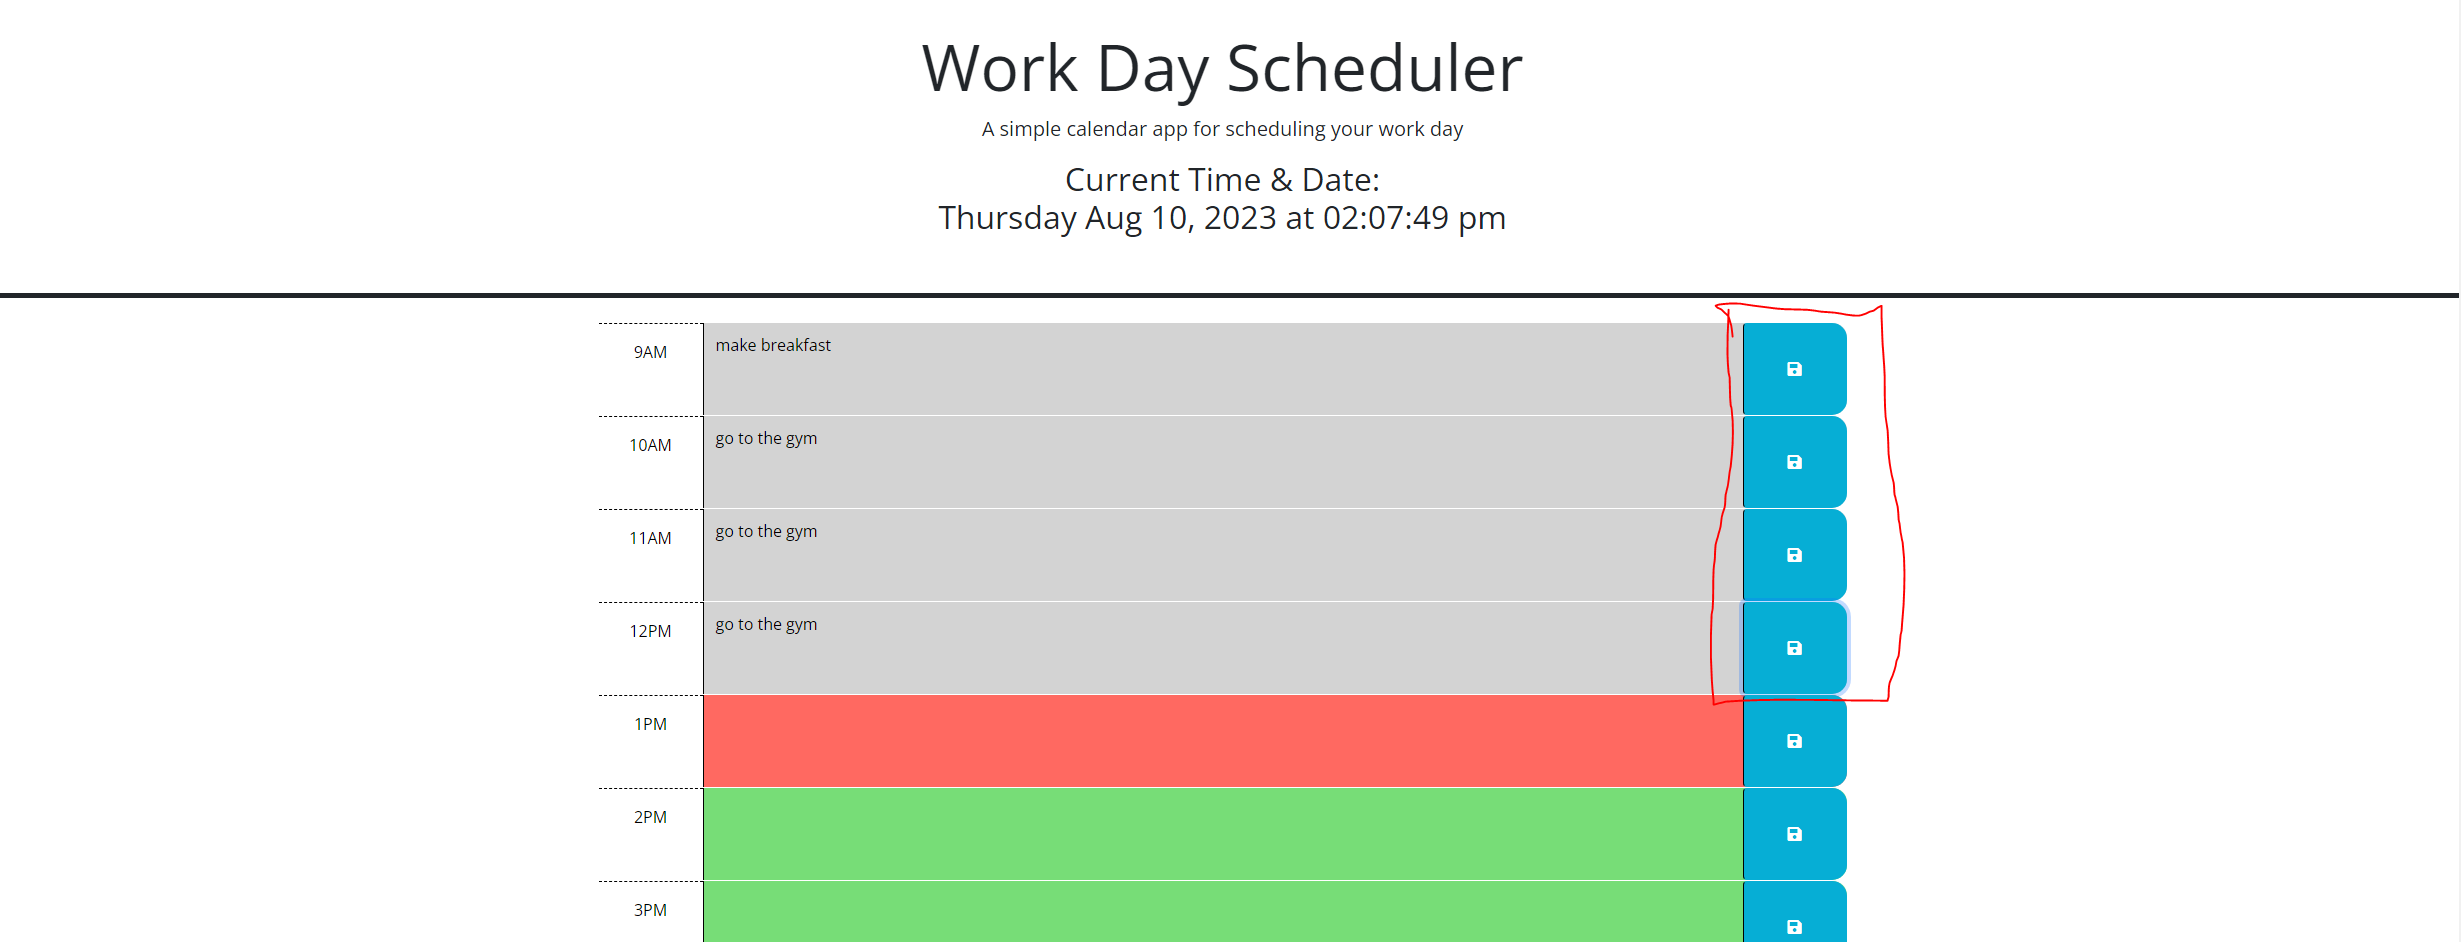 Work Day Scheduler
A simple calendar app for scheduling your work day
Current Time & Date:
Thursday Aug 10, 2023 at 02:07:49 pm
9AM make breakfast
10AM go to the gym
11AM go to the gym
12PM go to the gym
1PM
2PM
3PM